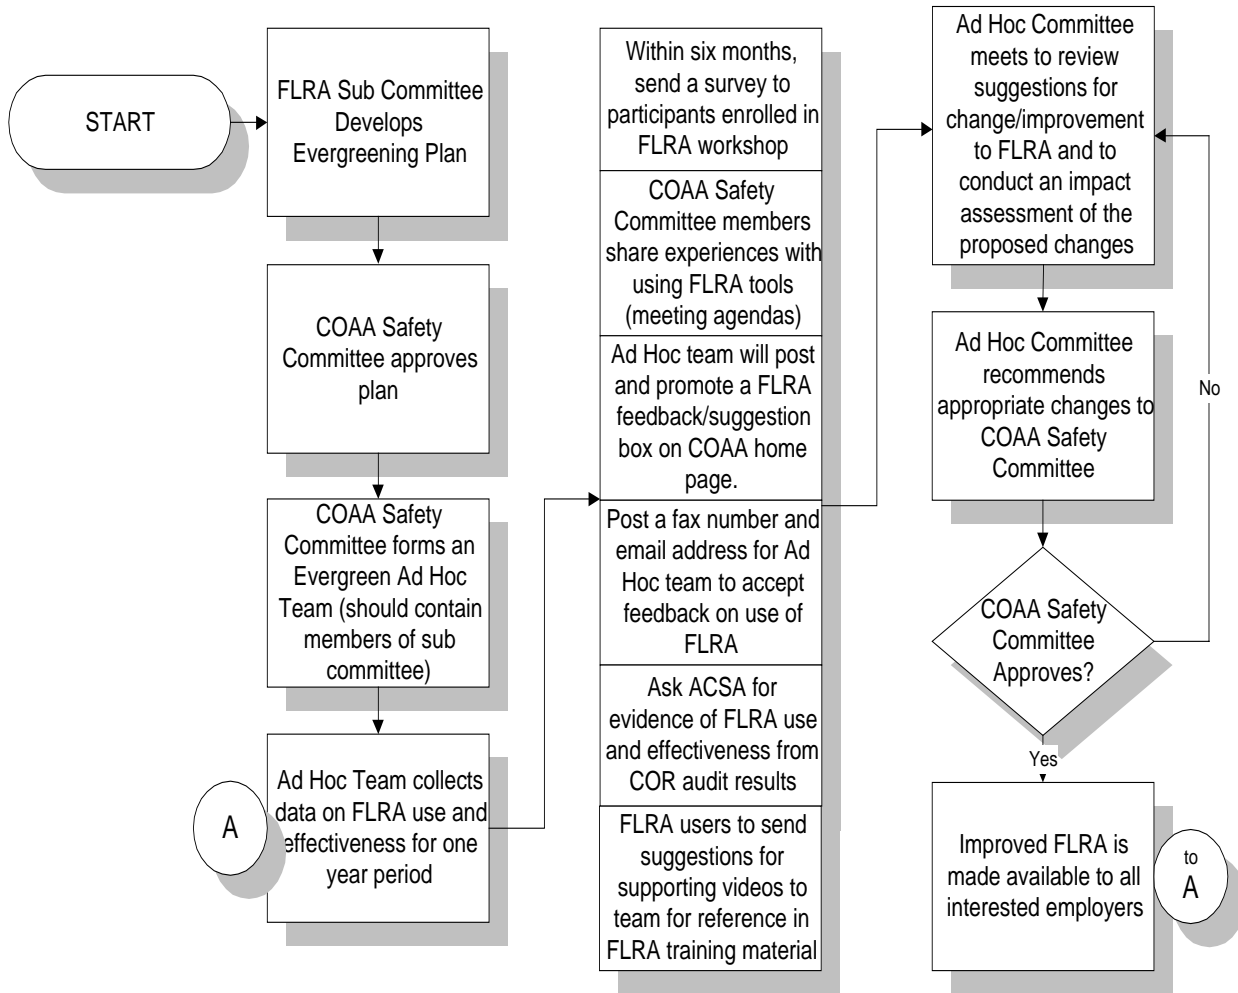 START
FLRA Sub Committee
Develops
Evergreening Plan
COAA Safety
Committee approves
plan
COAA Safety
Committee forms an
Evergreen Ad Hoc
Team (should contain
members of sub
committee)
A
Ad Hoc Team collects
data on FLRA use and
effectiveness for one
year period
Within six months,
send a survey to
participants enrolled in
FLRA workshop
COAA Safety
Committee members
share experiences with
using FLRA tools
(meeting agendas)
Ad Hoc team will post
and promote a FLRA
feedback/suggestion
box on COAA home
page.
Post a fax number and
email address for Ad
Hoc team to accept
feedback on use of
FLRA
Ask ACSA for
evidence of FLRA use
and effectiveness from
COR audit results
FLRA users to send
suggestions for
supporting videos to
team for reference in
FLRA training material
Ad Hoc Committee
meets to review
suggestions for
change/improvement
to FLRA and to
conduct an impact
assessment of the
proposed changes
Ad Hoc Committee
recommends
appropriate changes to
COAA Safety
Committee
No
COAA Safety
Committee
Approves?
Yes
Improved FLRA is
made available to all
interested employers
to
A